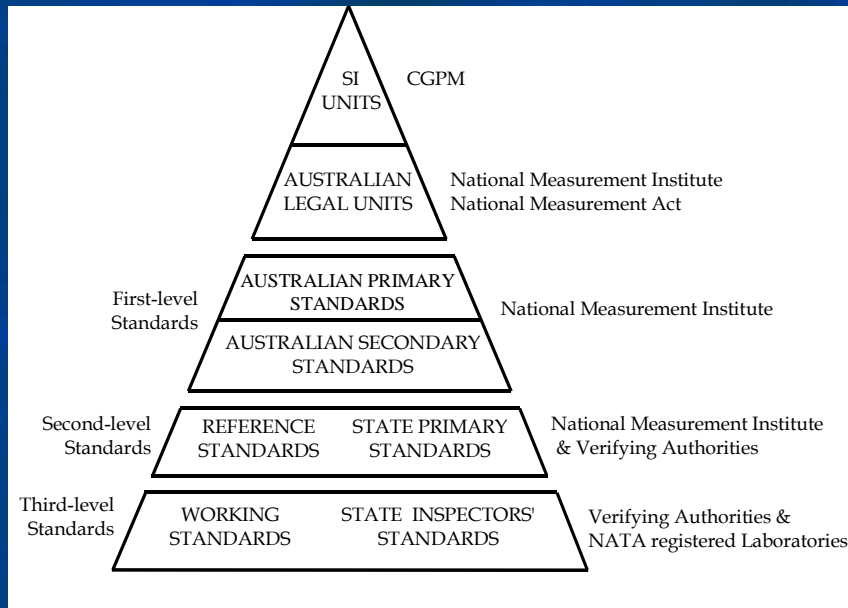 SI
UNITS
CGPM
AUSTRALIAN
LEGAL UNITS
National Measurement Institute
National Measurement Act
First-level
Standards
AUSTRALIAN PRIMARY
STANDARDS
AUSTRALIAN SECONDARY
STANDARDS
National Measurement Institute
Second-level
Standards
REFERENCE
STANDARDS
STATE PRIMARY
STANDARDS
National Measurement Institute
& Verifying Authorities
Third-level
Standards
WORKING
STANDARDS
STATE INSPECTORS'
STANDARDS
Verifying Authorities &
NATA registered Laboratories